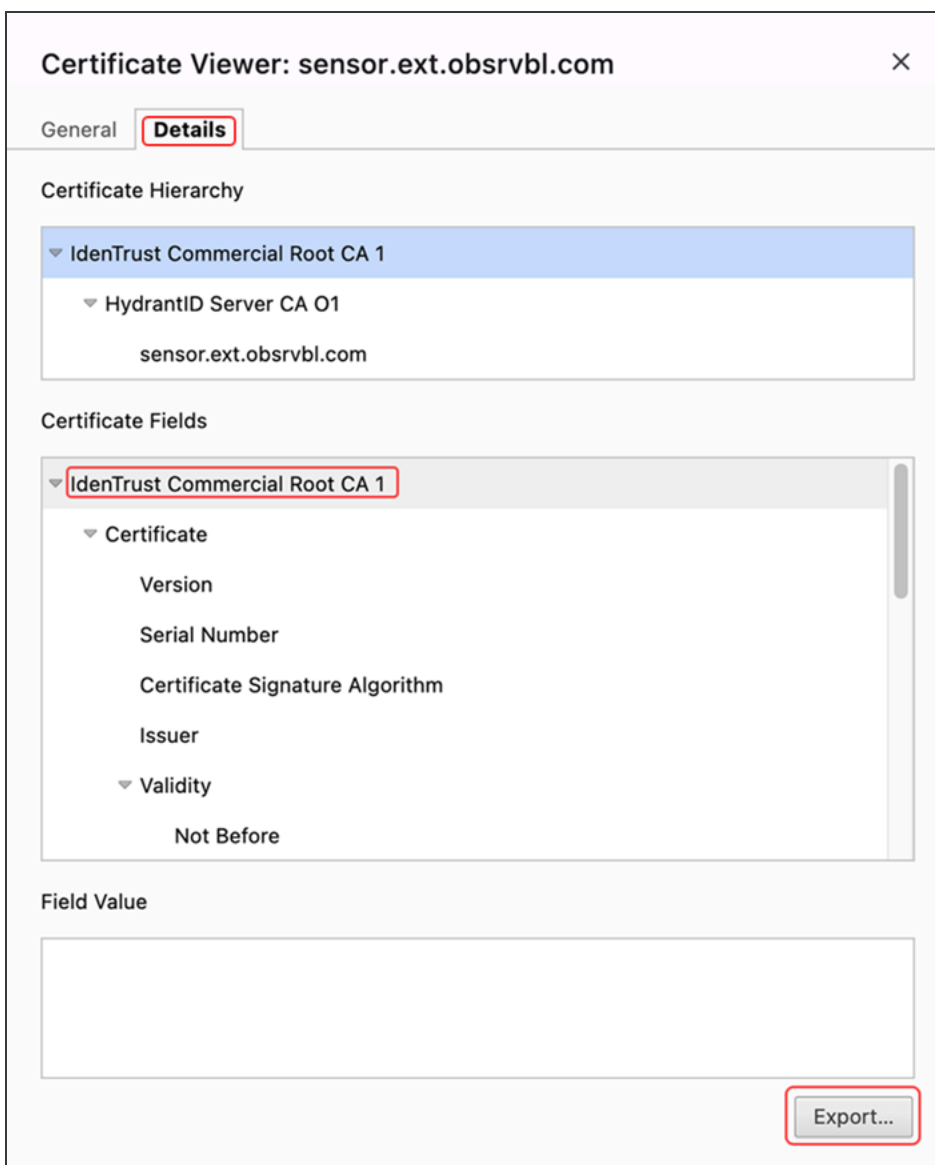 Certificate Viewer: sensor.ext.obsrvbl.com
General Details
Certificate Hierarchy
IdenTrust Commercial Root CA 1
HydrantID Server CA O1
sensor.ext.obsrvbl.com
Certificate Fields
IdenTrust Commercial Root CA 1
Certificate
Version
Serial Number
Certificate Signature Algorithm
Issuer
Validity
Not Before
Field Value
Export...